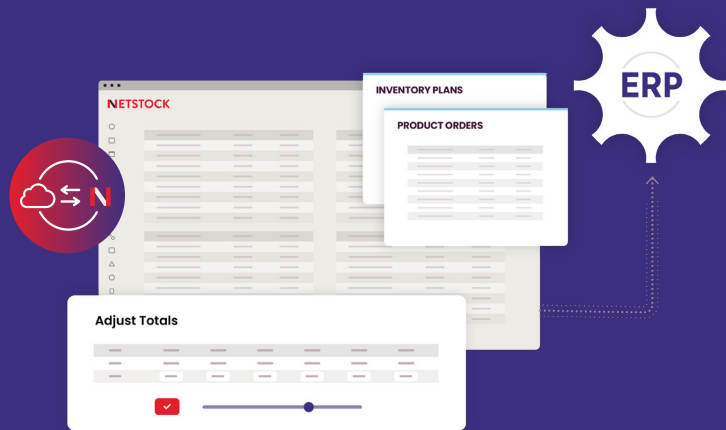 NETSTOCK
INVENTORY PLANS
PRODUCT ORDERS
ERP
N
Adjust Totals